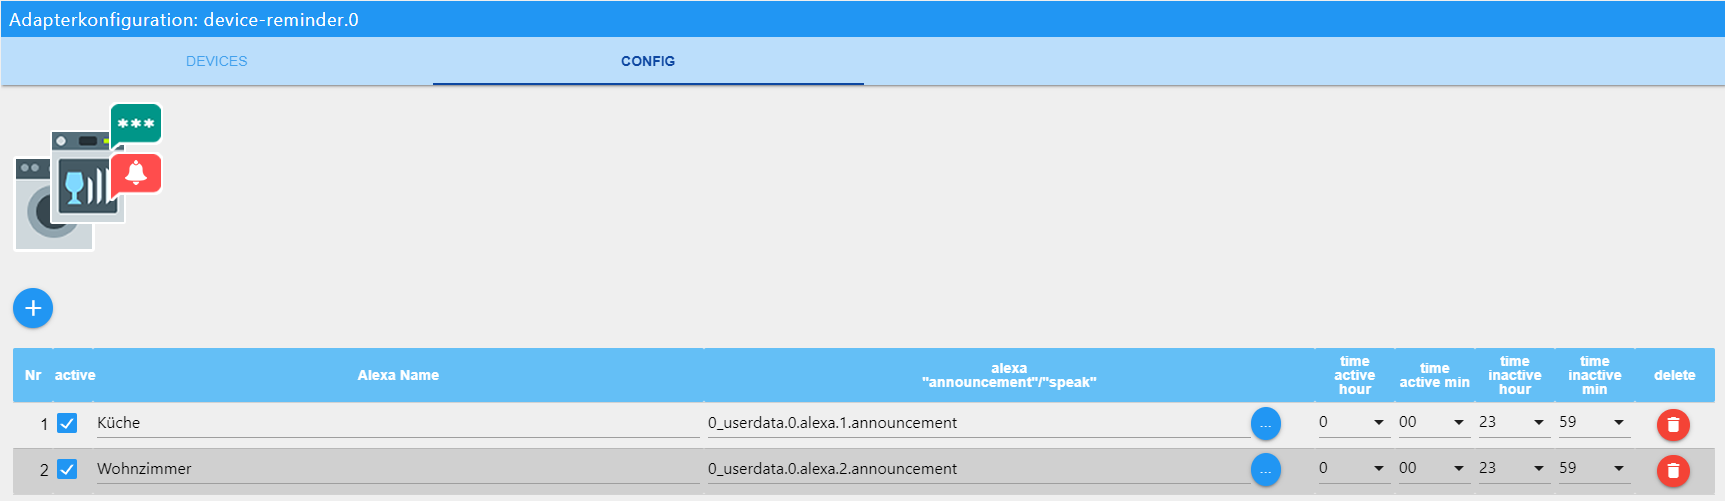 Adapterkonfiguration: device-reminder.0
DEVICES
CONFIG
***
Nr active Alexa Name alexa "announcement"/"speak" time active hour time active min time inactive hour time inactive min delete
1 Küche 0_userdata.0.alexa.1.announcement ... 0 00 23 59
2 Wohnzimmer 0_userdata.0.alexa.2.announcement ... 0 00 23 59